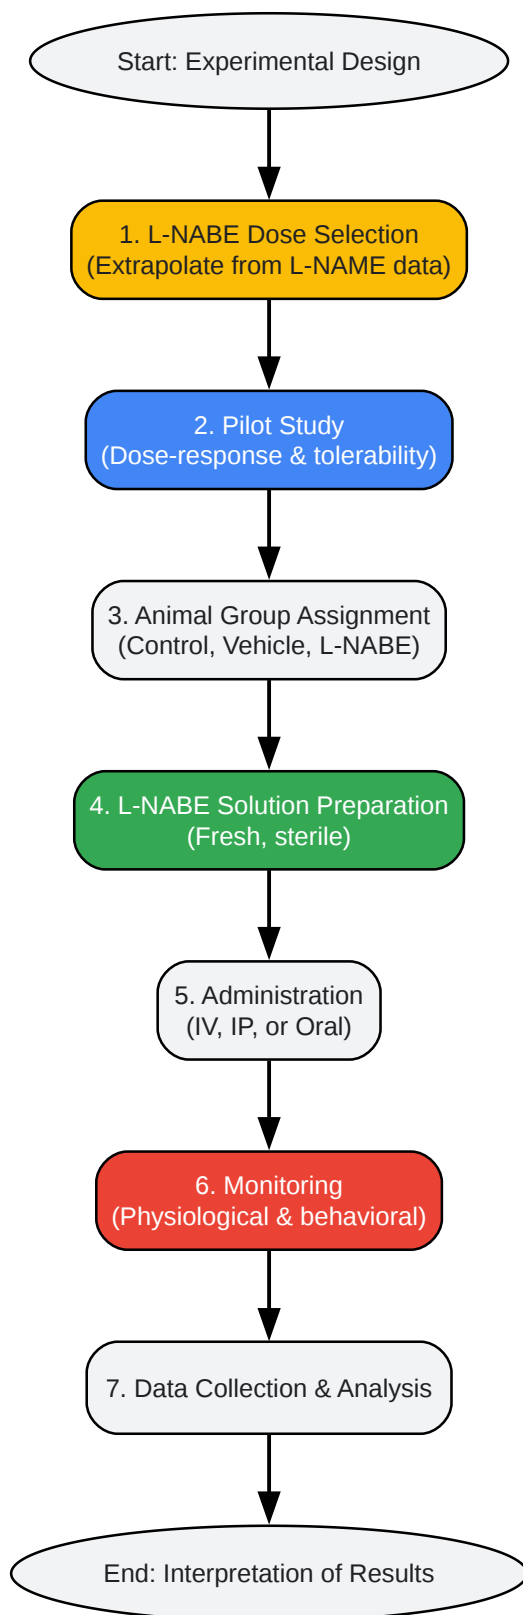 Start: Experimental Design
1. L-NABE Dose Selection
(Extrapolate from L-NAME data)
2. Pilot Study
(Dose-response & tolerability)
3. Animal Group Assignment
(Control, Vehicle, L-NABE)
4. L-NABE Solution Preparation
(Fresh, sterile)
5. Administration
(IV, IP, or Oral)
6. Monitoring
(Physiological & behavioral)
7. Data Collection & Analysis
End: Interpretation of Results